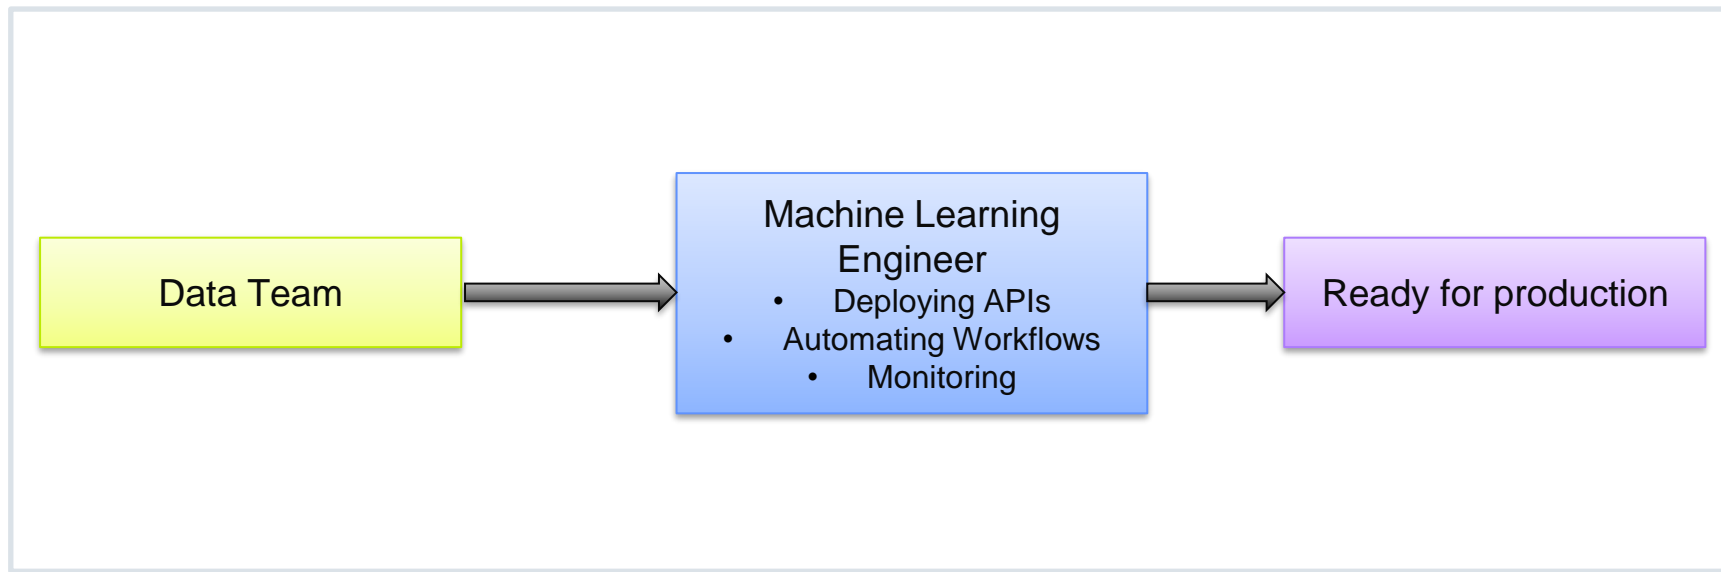 Data Team
Machine Learning
Engineer
• Deploying APIs
• Automating Workflows
• Monitoring
Ready for production